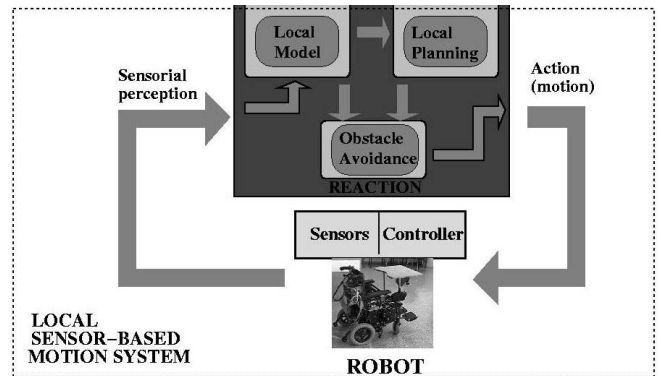 Local
Model
Local
Planning
Sensorial
perception
Action
(motion)
Obstacle
Avoidance
REACTION
Sensors
Controller
LOCAL
SENSOR-BASED
MOTION SYSTEM
ROBOT